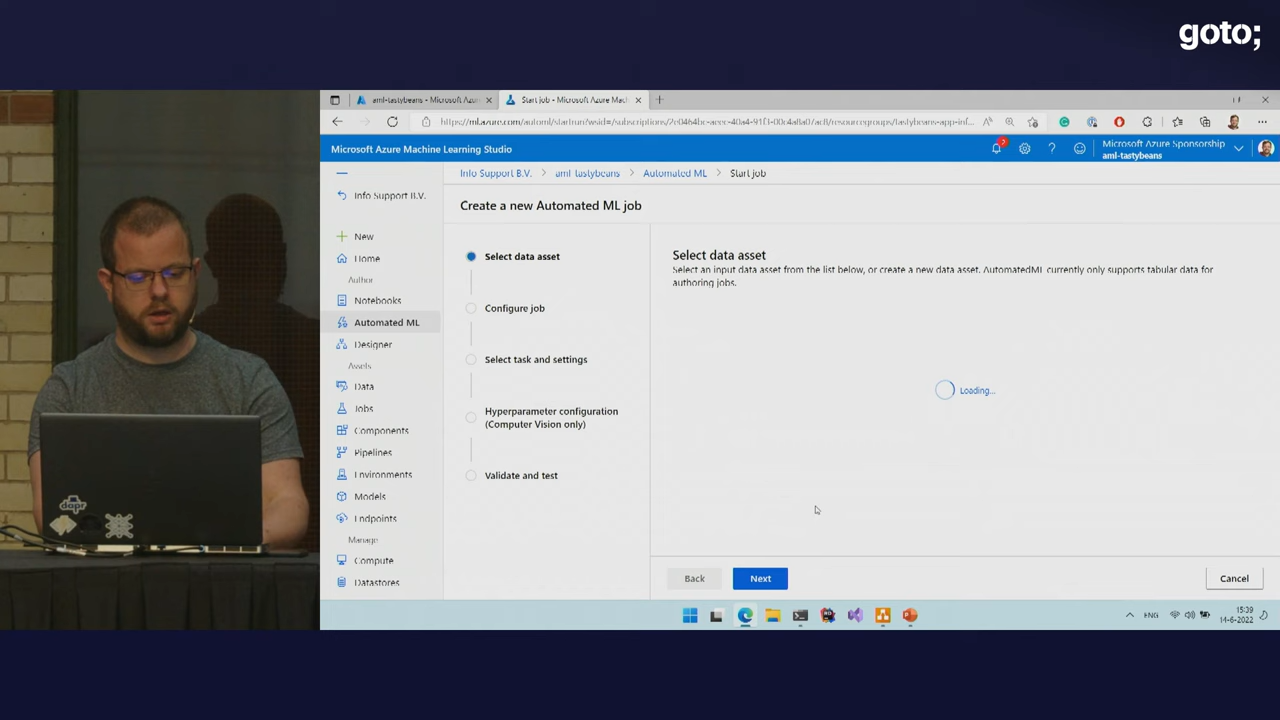 goto;
aml-tastybeans - Microsoft Azur
Start job - Microsoft Azure Mac
Microsoft Azure Machine Learning Studio
Microsoft Azure Sponsorship
aml-tastybeans
Info Support B.V.
Info Support B.V. > aml-tastybeans > Automated ML > Start job
Create a new Automated ML job
New
Home
Author
Notebooks
Automated ML
Designer
Assets
Data
Jobs
Components
Pipelines
Environments
Models
Endpoints
Manage
Compute
Datastores
Select data asset
Configure job
Select task and settings
Hyperparameter configuration
(Computer Vision only)
Validate and test
Select data asset
Select an input data asset from the list below, or create a new data asset. AutomatedML currently only supports tabular data for
authoring jobs.
Loading...
Back
Next
Cancel
ENG
15:39
14-6-2022
dapr